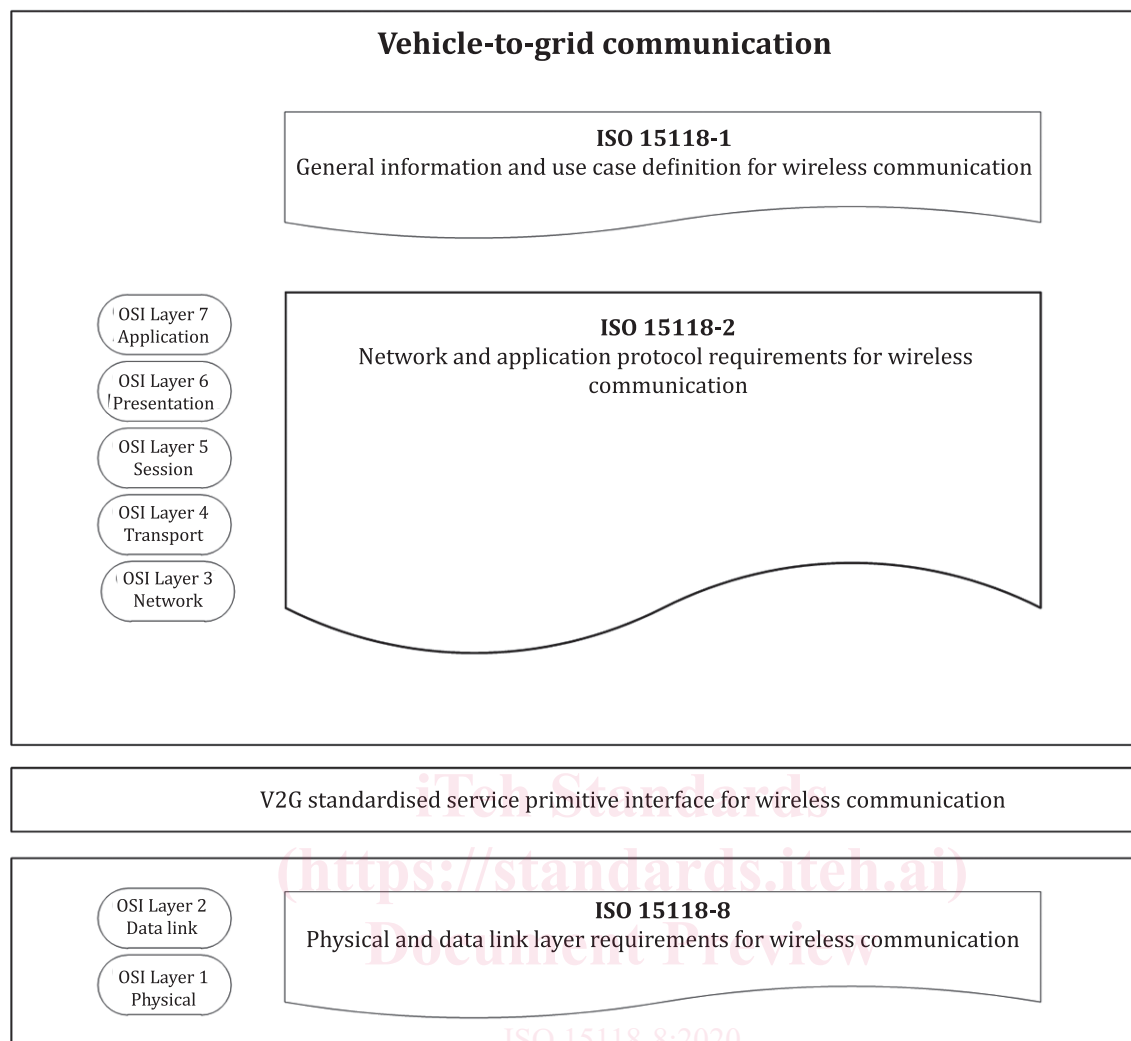 Vehicle-to-grid communication
ISO 15118-1
General information and use case definition for wireless communication
OSI Layer 7
Application
OSI Layer 6
Presentation
OSI Layer 5
Session
OSI Layer 4
Transport
OSI Layer 3
Network
ISO 15118-2
Network and application protocol requirements for wireless
communication
iTeh Standards
V2G standardised service primitive interface for wireless communication
(https://standards.iteh.ai)
OSI Layer 2
Data link
OSI Layer 1
Physical
ISO 15118-8
Physical and data link layer requirements for wireless communication
Document Preview
ISO 15118-8:2020